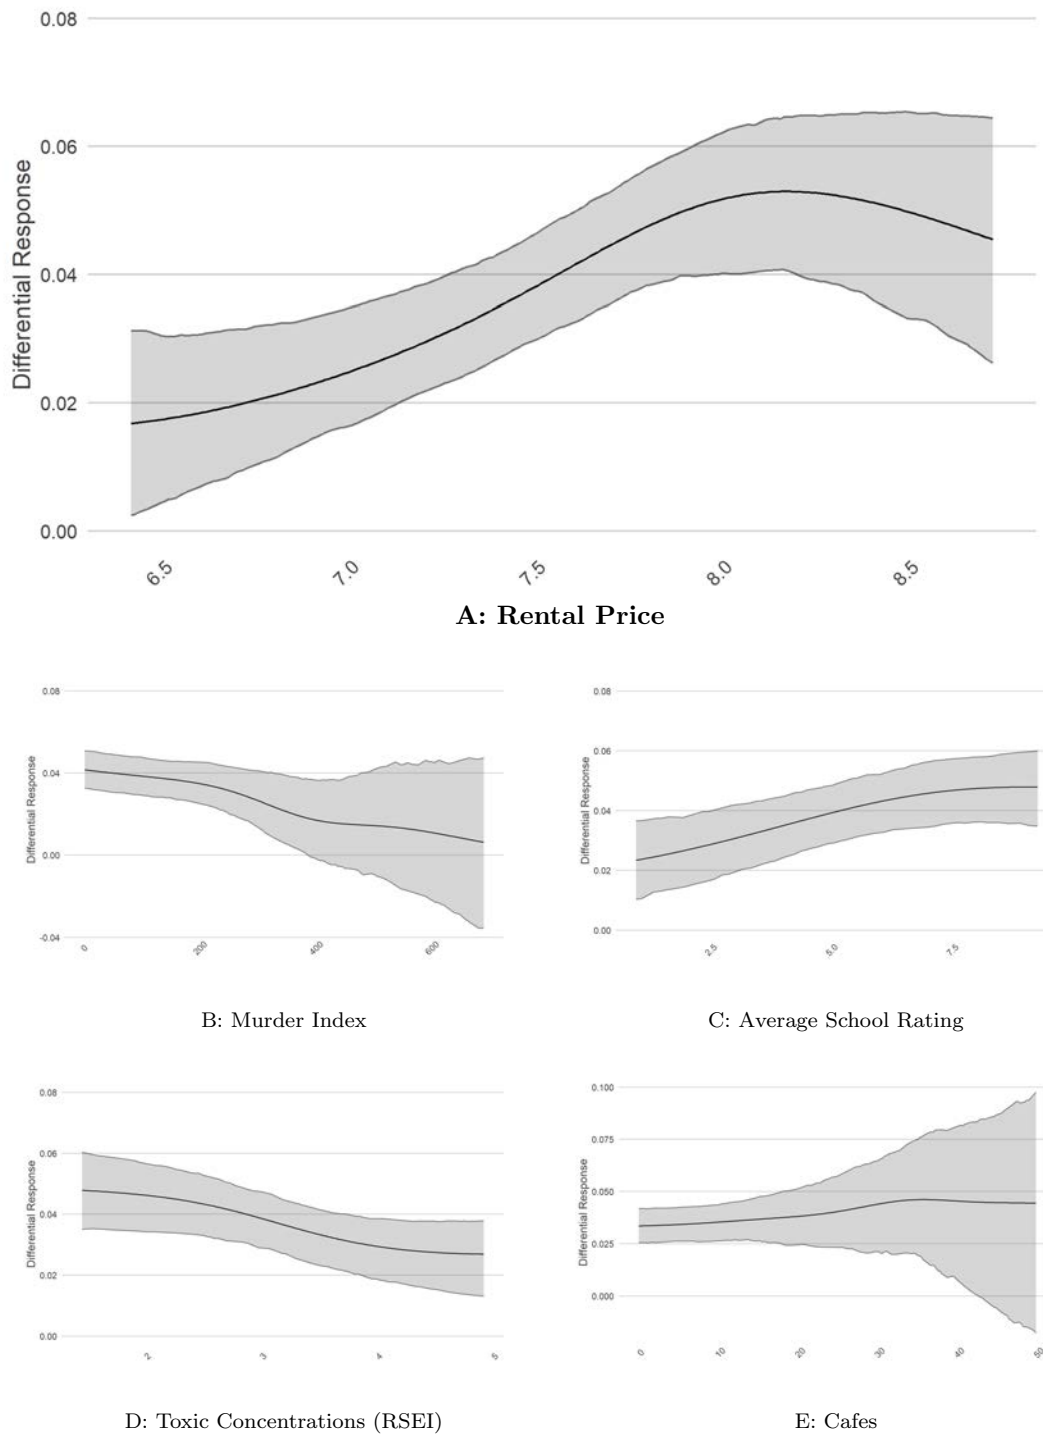 0.08
0.06
0.04
0.02
0.00
Differential Response
6.5 7.0 7.5 8.0 8.5
A: Rental Price
0.08
0.04
0.00
-0.04
Differential Response
0 200 400 600
B: Murder Index
0.08
0.06
0.04
0.02
0.00
Differential Response
2.5 5.0 7.5
C: Average School Rating
0.08
0.06
0.04
0.02
0.00
Differential Response
2 3 4 5
D: Toxic Concentrations (RSEI)
0.100
0.075
0.050
0.025
0.000
Differential Response
0 10 20 30 40 50
E: Cafes